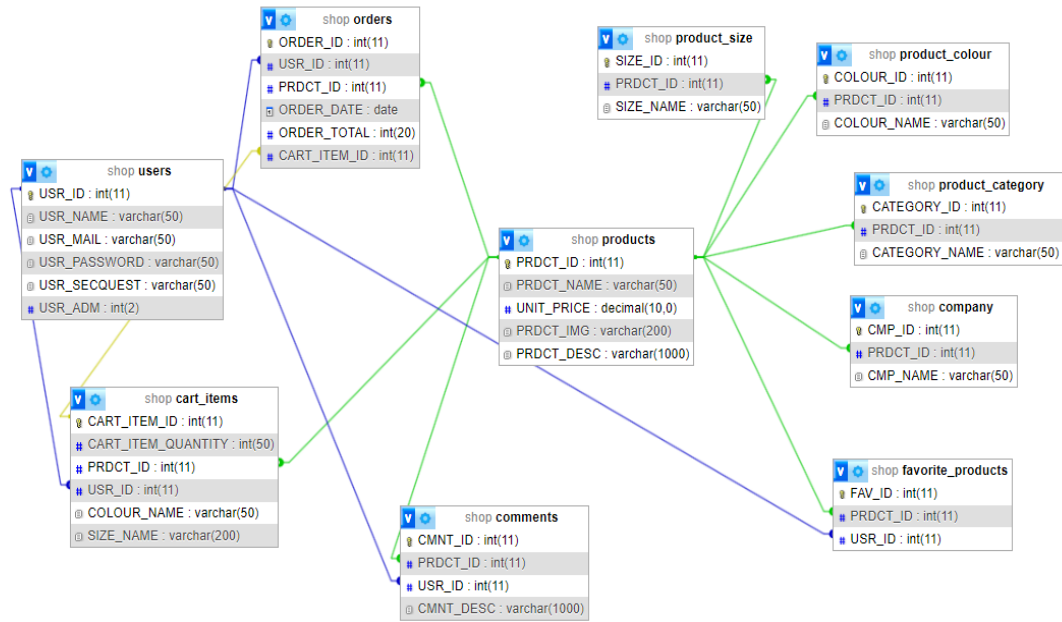 shop orders
ORDER_ID : int(11)
USR_ID : int(11)
PRDCT_ID : int(11)
ORDER_DATE : date
ORDER_TOTAL : int(20)
CART_ITEM_ID : int(11)
shop product_size
SIZE_ID : int(11)
PRDCT_ID : int(11)
SIZE_NAME : varchar(50)
shop product_colour
COLOUR_ID : int(11)
PRDCT_ID : int(11)
COLOUR_NAME : varchar(50)
shop users
USR_ID : int(11)
USR_NAME : varchar(50)
USR_MAIL : varchar(50)
USR_PASSWORD : varchar(50)
USR_SECQUEST : varchar(50)
USR_ADM : int(2)
shop product_category
CATEGORY_ID : int(11)
PRDCT_ID : int(11)
CATEGORY_NAME : varchar(50)
shop products
PRDCT_ID : int(11)
PRDCT_NAME : varchar(50)
UNIT_PRICE : decimal(10,0)
PRDCT_IMG : varchar(200)
PRDCT_DESC : varchar(1000)
shop company
CMP_ID : int(11)
PRDCT_ID : int(11)
CMP_NAME : varchar(50)
shop cart_items
CART_ITEM_ID : int(11)
CART_ITEM_QUANTITY : int(50)
PRDCT_ID : int(11)
USR_ID : int(11)
COLOUR_NAME : varchar(50)
SIZE_NAME : varchar(200)
shop comments
CMNT_ID : int(11)
PRDCT_ID : int(11)
USR_ID : int(11)
CMNT_DESC : varchar(1000)
shop favorite_products
FAV_ID : int(11)
PRDCT_ID : int(11)
USR_ID : int(11)